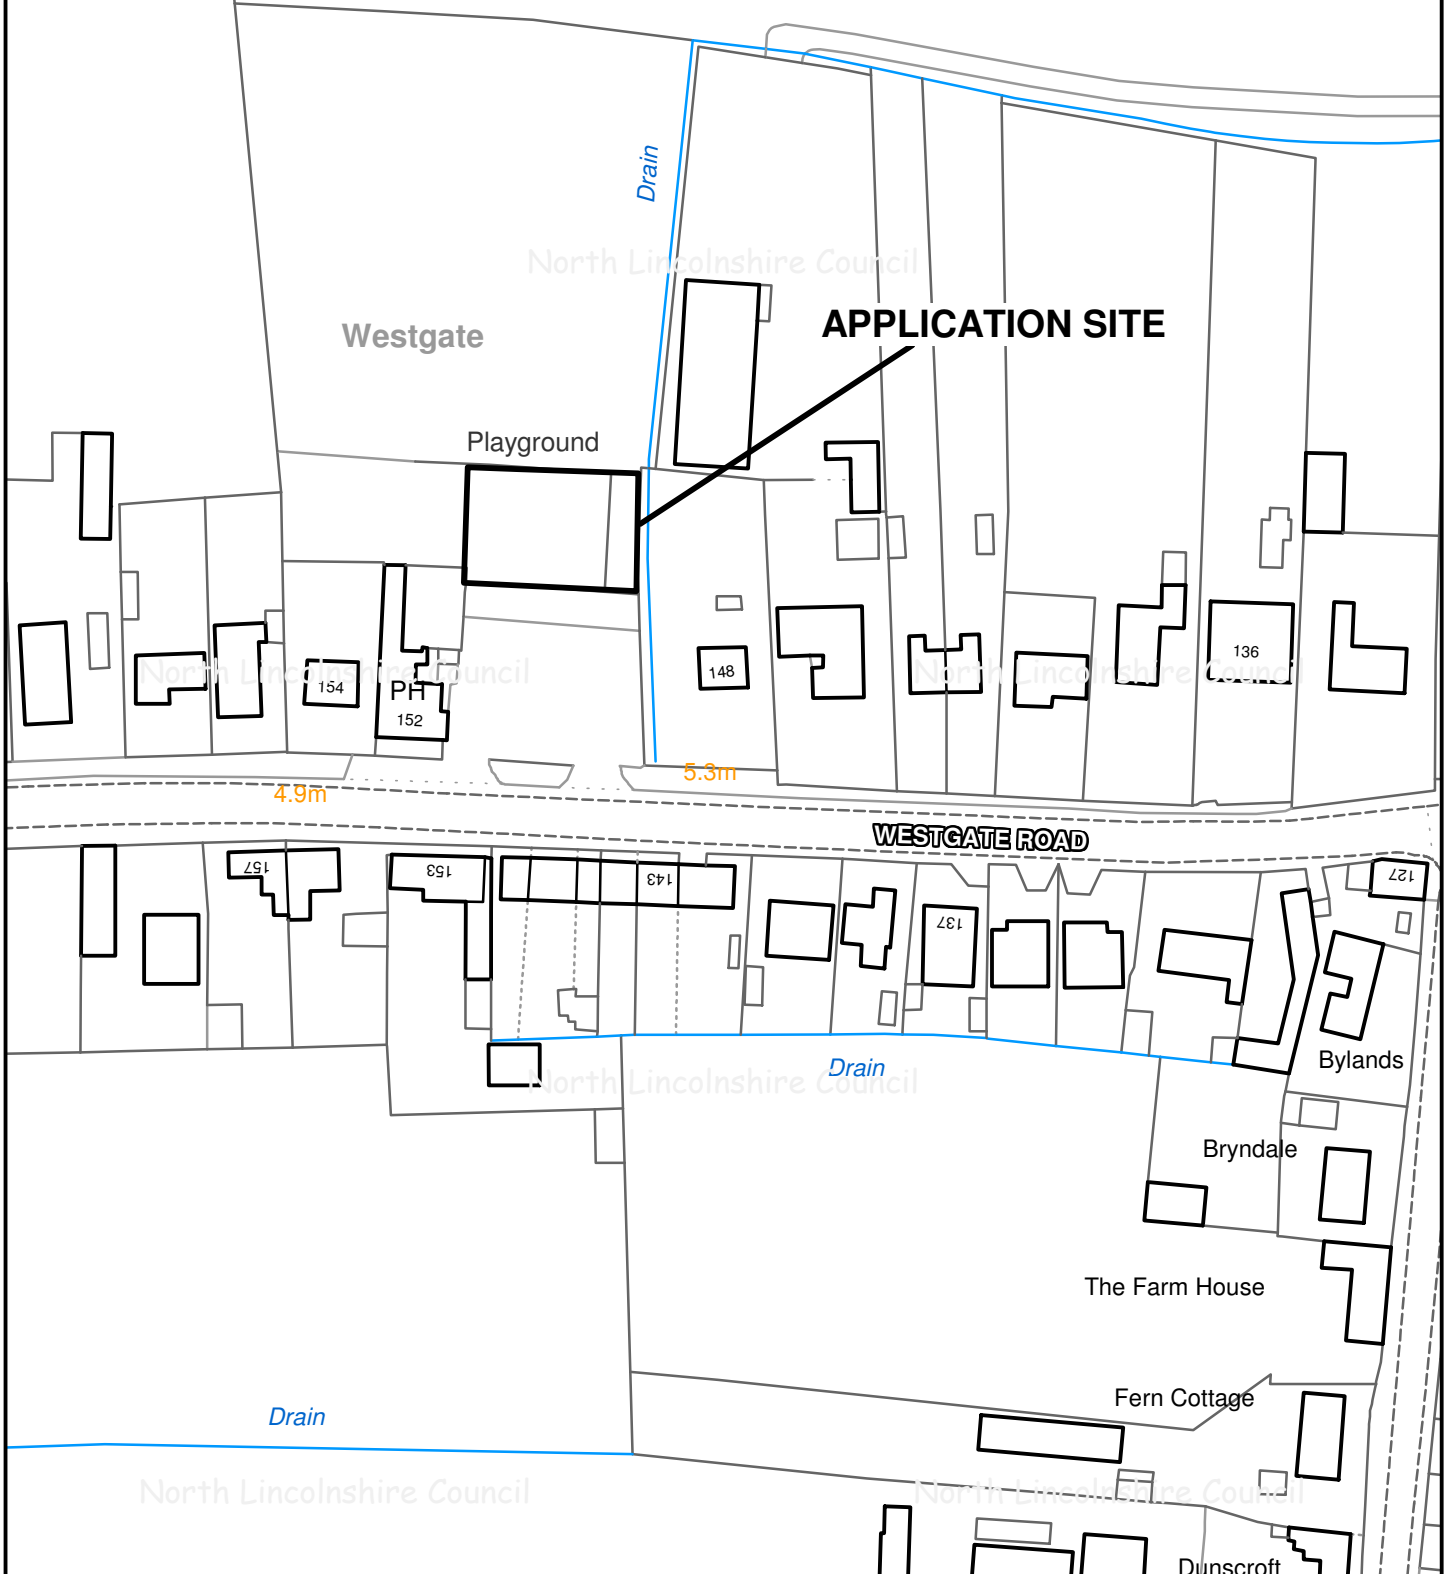 Drain
North Lincolnshire Council
APPLICATION SITE
Westgate
Playground
136
148
154
North Lincolnshire Council
North Lincolnshire Council
PH
152
5.3m
4.9m
WESTGATE ROAD
157
153
143
127
137
Bylands
Drain
North Lincolnshire Council
Bryndale
The Farm House
Fern Cottage
Drain
North Lincolnshire Council
North Lincolnshire Council
Dunscroft